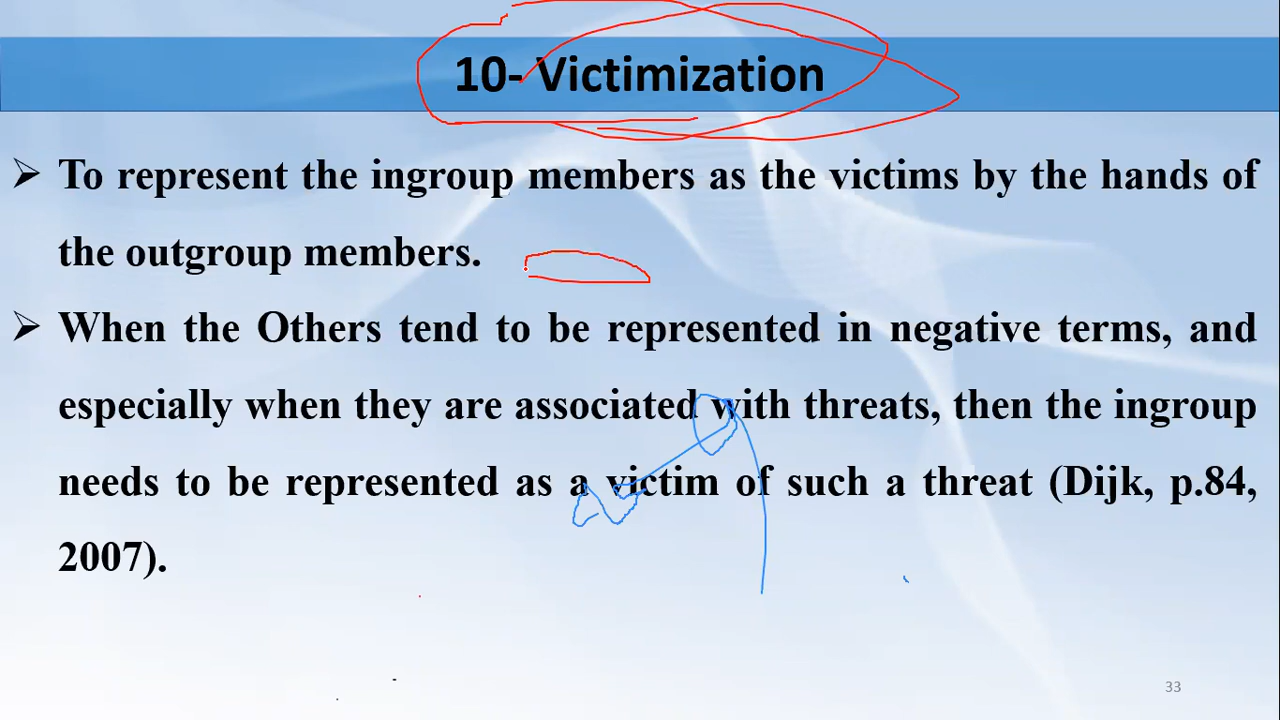 10- Victimization
To represent the ingroup members as the victims by the hands of
the outgroup members.
When the Others tend to be represented in negative terms, and
especially when they are associated with threats, then the ingroup
needs to be represented as a victim of such a threat (Dijk, p.84,
2007).
33